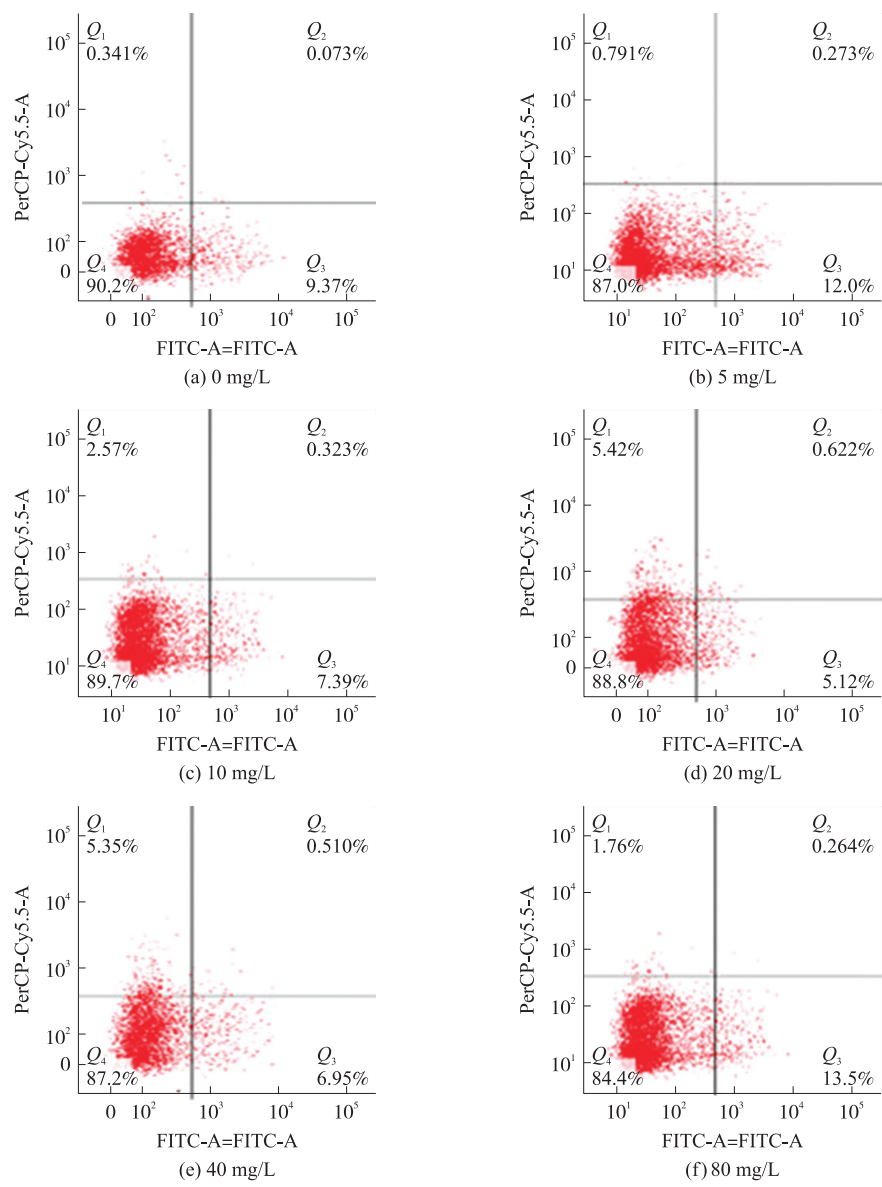 Q1 Q2
0.341% 0.073%
10^5
10^4
10^3
10^2
0
PerCP-Cy5.5-A
Q4 Q3
90.2% 9.37%
0 10^2 10^3 10^4 10^5
FITC-A=FITC-A
(a) 0 mg/L
Q1 Q2
0.791% 0.273%
10^5
10^4
10^3
10^2
10^1
PerCP-Cy5.5-A
Q4 Q3
87.0% 12.0%
10^1 10^2 10^3 10^4 10^5
FITC-A=FITC-A
(b) 5 mg/L
Q1 Q2
2.57% 0.323%
10^5
10^4
10^3
10^2
10^1
PerCP-Cy5.5-A
Q4 Q3
89.7% 7.39%
10^1 10^2 10^3 10^4 10^5
FITC-A=FITC-A
(c) 10 mg/L
Q1 Q2
5.42% 0.622%
10^5
10^4
10^3
10^2
0
PerCP-Cy5.5-A
Q4 Q3
88.8% 5.12%
0 10^2 10^3 10^4 10^5
FITC-A=FITC-A
(d) 20 mg/L
Q1 Q2
5.35% 0.510%
10^5
10^4
10^3
10^2
0
PerCP-Cy5.5-A
Q4 Q3
87.2% 6.95%
0 10^2 10^3 10^4 10^5
FITC-A=FITC-A
(e) 40 mg/L
Q1 Q2
1.76% 0.264%
10^5
10^4
10^3
10^2
10^1
PerCP-Cy5.5-A
Q4 Q3
84.4% 13.5%
10^1 10^2 10^3 10^4 10^5
FITC-A=FITC-A
(f) 80 mg/L